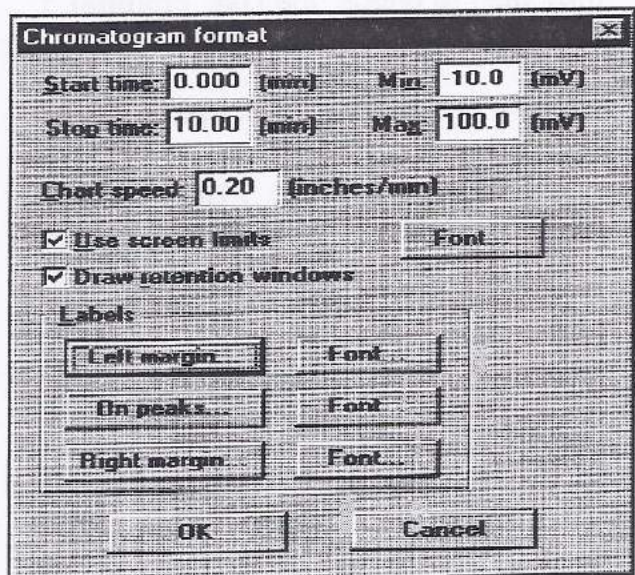 Chromatogram format
Start time: 0.000 (min) Min: -10.0 (mV)
Stop time: 10.00 (min) Max: 100.0 (mV)
Chart speed: 0.20 (inches/min)
Use screen limits Font...
Draw retention windows
Labels
Left margin... Font...
On peaks... Font...
Right margin... Font...
OK Cancel